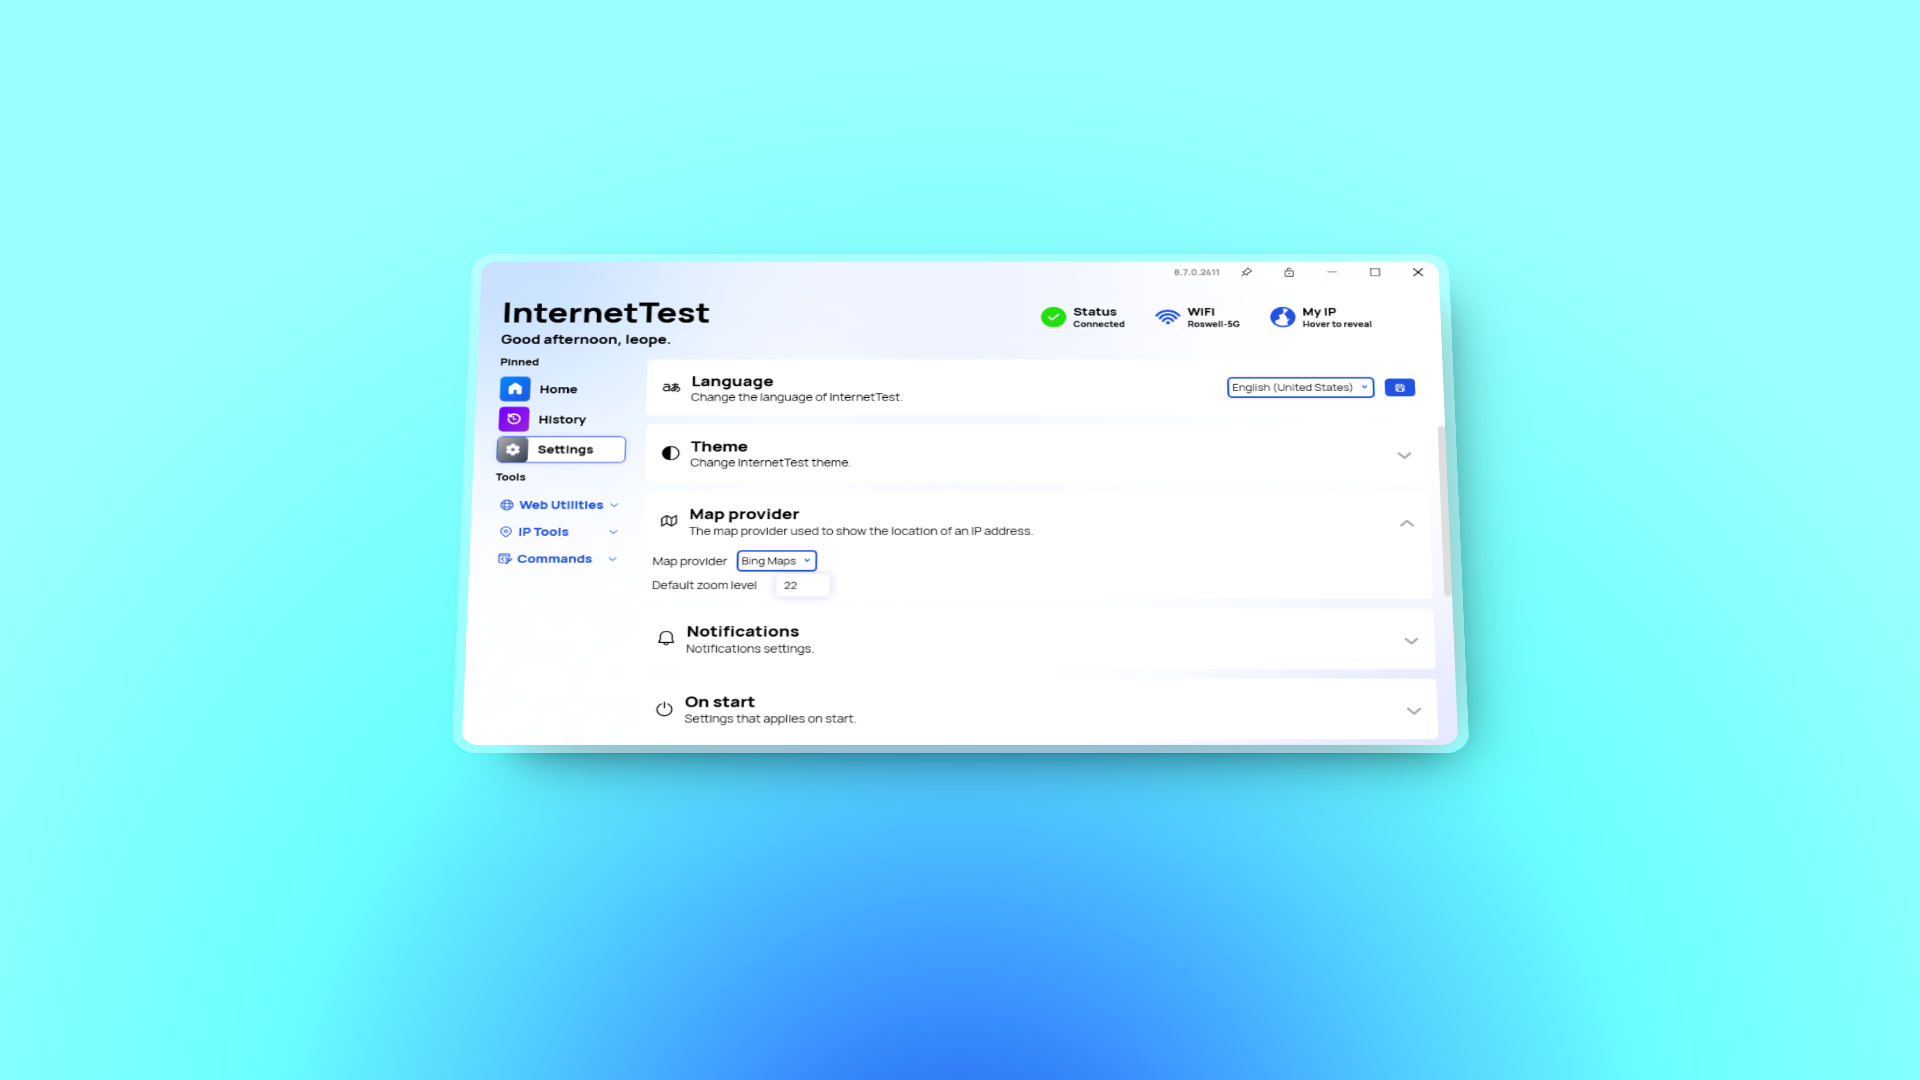 8.7.0.2411
InternetTest
Good afternoon, leope.
Status
Connected
WIFI
Roswell-5G
My IP
Hover to reveal
Pinned
Home
History
Settings
Tools
Web Utilities
IP Tools
Commands
aあ
Language
Change the language of InternetTest.
English (United States)
Theme
Change InternetTest theme.
Map provider
The map provider used to show the location of an IP address.
Map provider
Bing Maps
Default zoom level
22
Notifications
Notifications settings.
On start
Settings that applies on start.